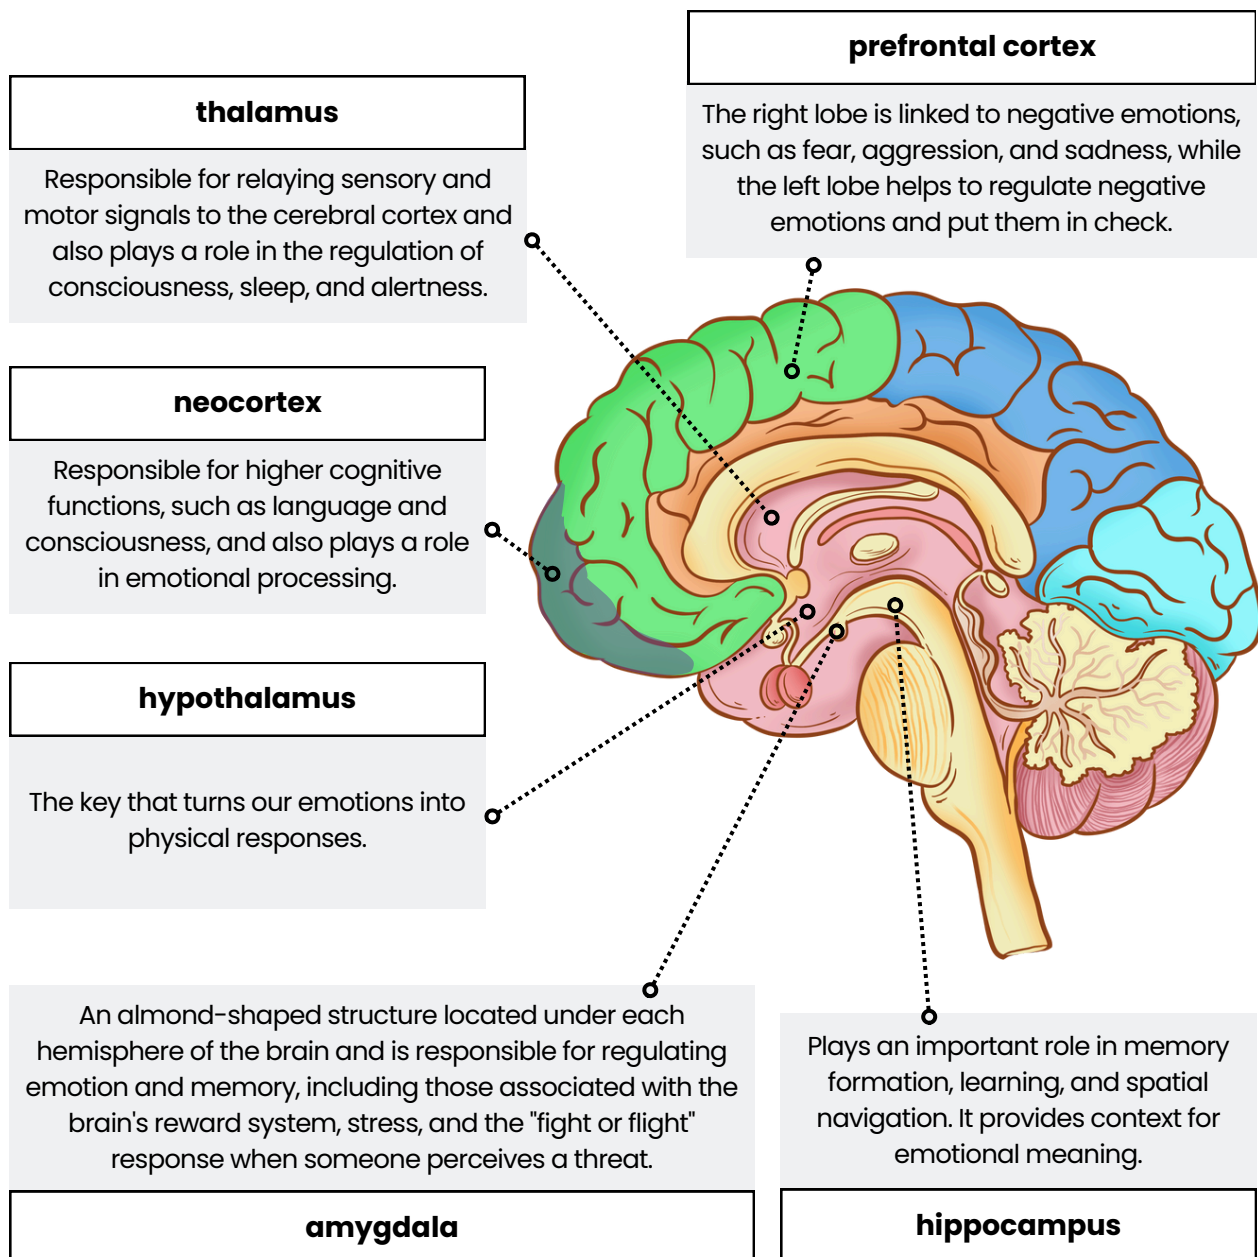 prefrontal cortex
The right lobe is linked to negative emotions,
such as fear, aggression, and sadness, while
the left lobe helps to regulate negative
emotions and put them in check.
thalamus
Responsible for relaying sensory and
motor signals to the cerebral cortex and
also plays a role in the regulation of
consciousness, sleep, and alertness.
neocortex
Responsible for higher cognitive
functions, such as language and
consciousness, and also plays a role
in emotional processing.
hypothalamus
The key that turns our emotions into
physical responses.
An almond-shaped structure located under each
hemisphere of the brain and is responsible for regulating
emotion and memory, including those associated with the
brain's reward system, stress, and the "fight or flight"
response when someone perceives a threat.
amygdala
Plays an important role in memory
formation, learning, and spatial
navigation. It provides context for
emotional meaning.
hippocampus